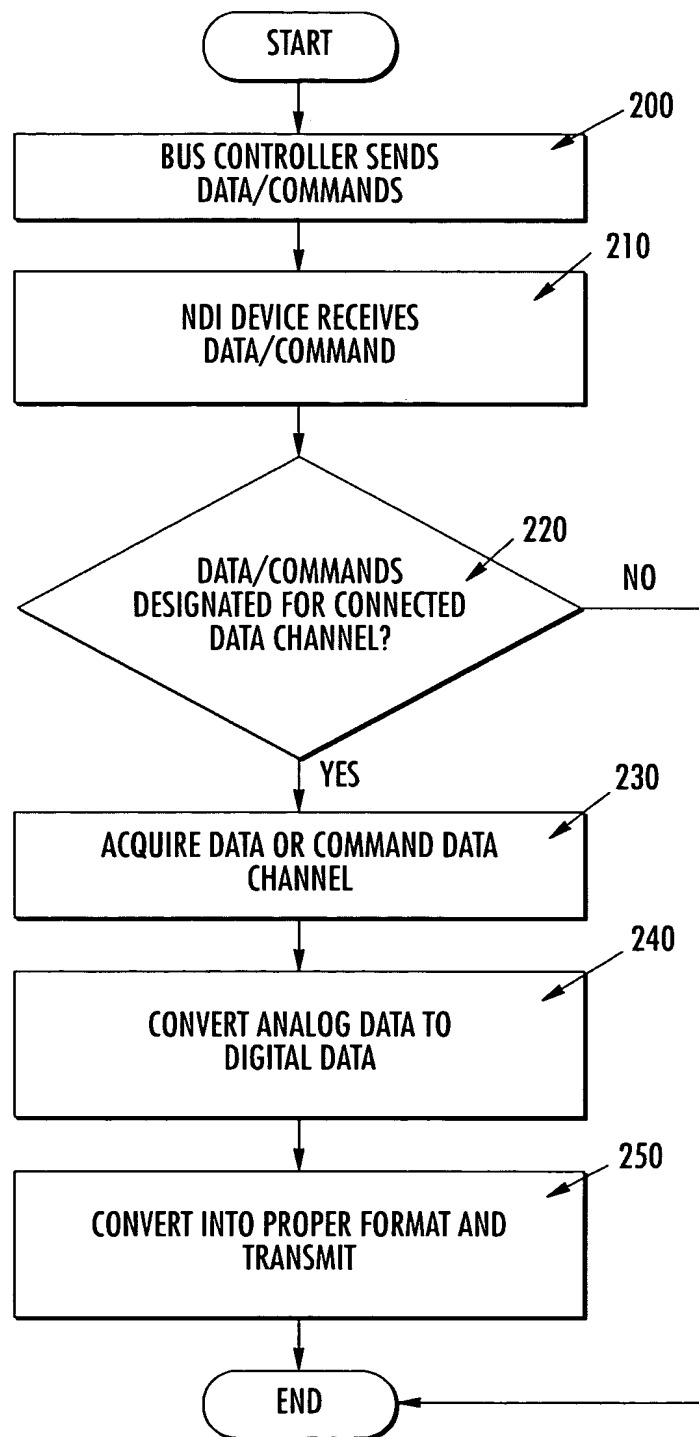 START
200
BUS CONTROLLER SENDS
DATA/COMMANDS
210
NDI DEVICE RECEIVES
DATA/COMMAND
220
DATA/COMMANDS
DESIGNATED FOR CONNECTED
DATA CHANNEL?
NO
YES
230
ACQUIRE DATA OR COMMAND DATA
CHANNEL
240
CONVERT ANALOG DATA TO
DIGITAL DATA
250
CONVERT INTO PROPER FORMAT AND
TRANSMIT
END